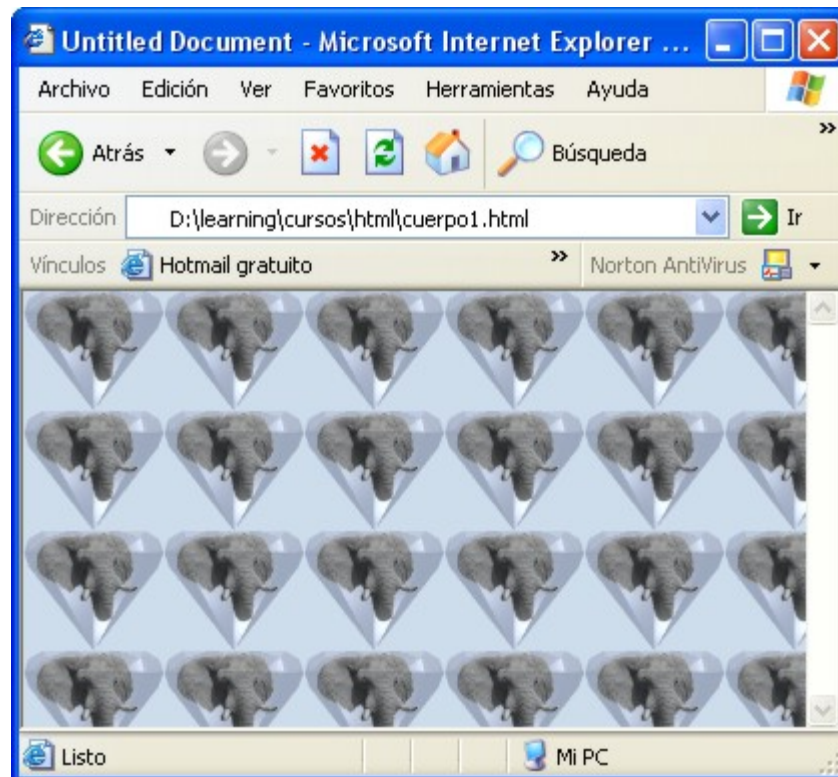 Untitled Document - Microsoft Internet Explorer ...
Archivo Edición Ver Favoritos Herramientas Ayuda
Atrás Búsqueda »
Dirección D:\learning\cursos\html\cuerpo1.html Ir
Vínculos Hotmail gratuito » Norton AntiVirus
Listo Mi PC